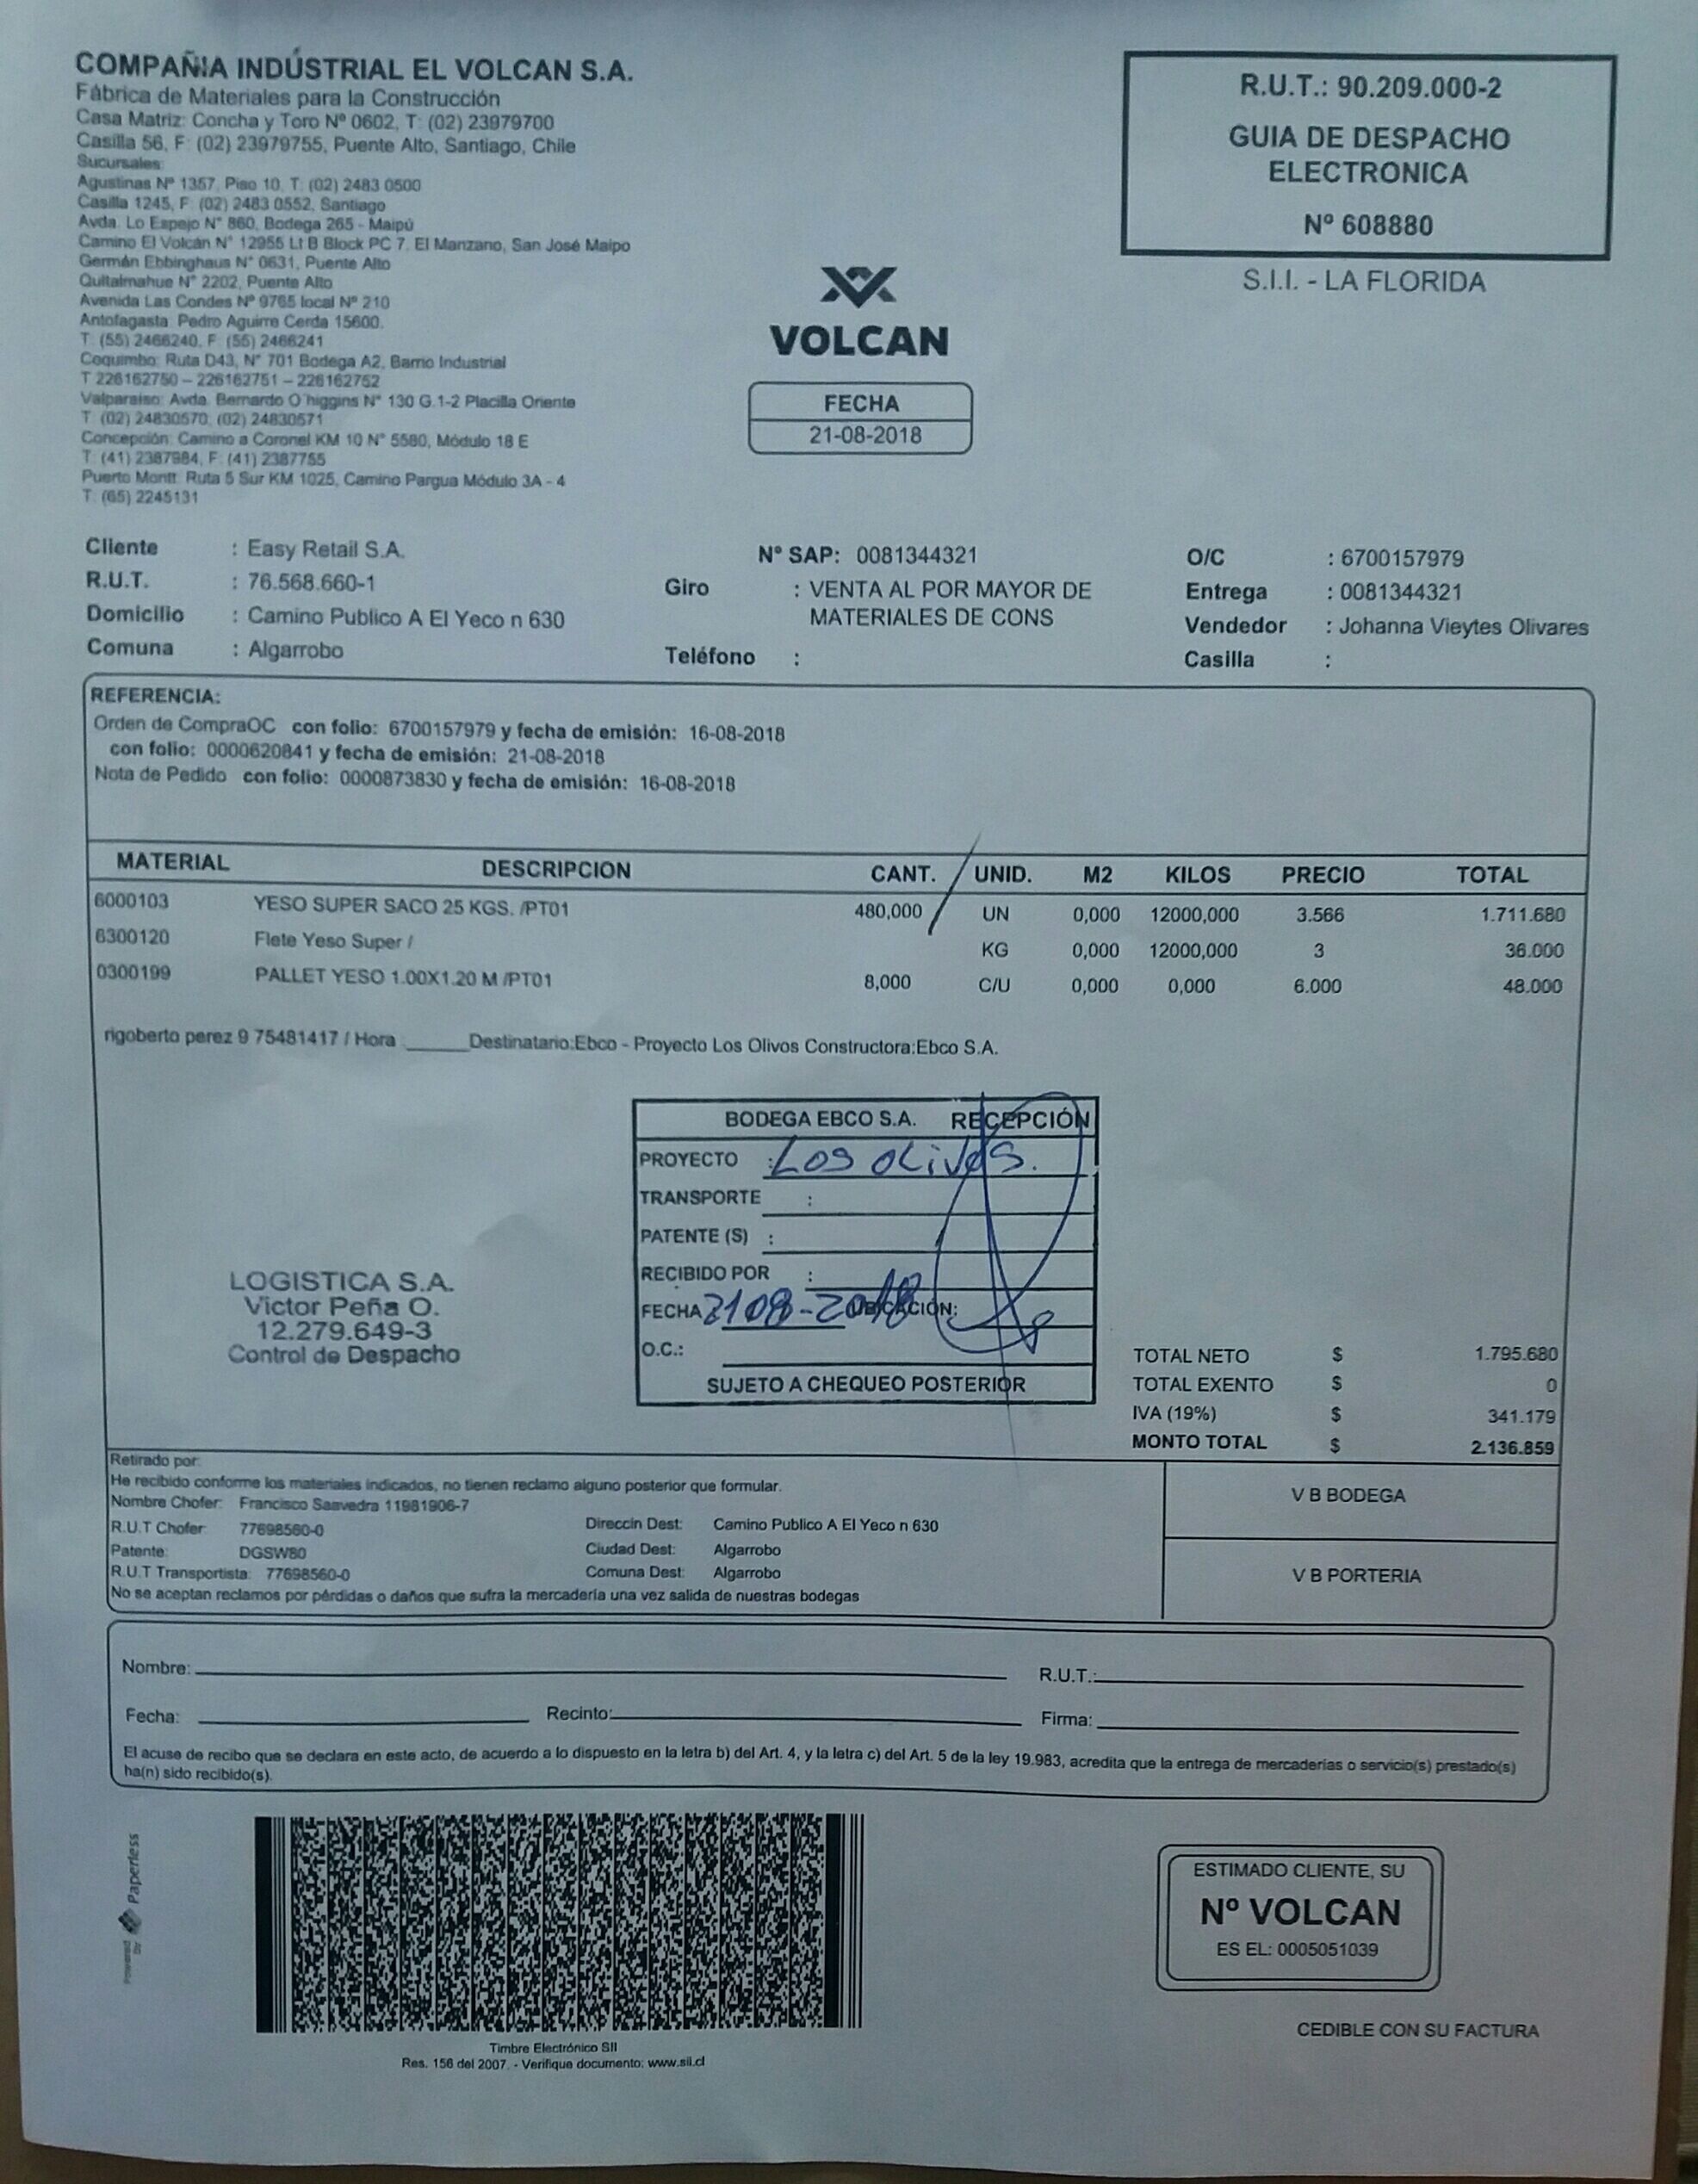 COMPAÑIA INDÚSTRIAL EL VOLCAN S.A.
Fábrica de Materiales para la Construcción
Casa Matriz: Concha y Toro Nº 0602, T: (02) 23979700
Casilla 56, F: (02) 23979755, Puente Alto, Santiago, Chile
Sucursales:
Agustinas Nº 1357, Piso 10, T: (02) 2483 0500
Casilla 1245, F: (02) 2483 0552, Santiago
Avda. Lo Espejo N° 860, Bodega 265 - Maipú
Camino El Volcán N° 12955 Lt B Block PC 7, El Manzano, San José Maipo
Germán Ebbinghaus N° 0631, Puente Alto
Quitalmahue N° 2202, Puente Alto
Avenida Las Condes Nº 9765 local Nº 210
Antofagasta: Pedro Aguirre Cerda 15600.
T: (55) 2466240, F: (55) 2466241
Coquimbo: Ruta D43, N° 701 Bodega A2, Barrio Industrial
T 226162750 – 226162751 – 226162752
Valparaiso: Avda. Bernardo O´higgins N° 130 G.1-2 Placilla Oriente
T: (02) 24830570, (02) 24830571
Concepción: Camino a Coronel KM 10 N° 5580, Módulo 18 E
T: (41) 2387984, F: (41) 2387755
Puerto Montt: Ruta 5 Sur KM 1025, Camino Pargua Módulo 3A - 4
T: (65) 2245131
R.U.T.: 90.209.000-2
GUIA DE DESPACHO
ELECTRONICA
Nº 608880
S.I.I. - LA FLORIDA
VOLCAN
FECHA
21-08-2018
Cliente : Easy Retail S.A. Nº SAP: 0081344321 O/C : 6700157979
R.U.T. : 76.568.660-1 Giro : VENTA AL POR MAYOR DE Entrega : 0081344321
Domicilio : Camino Publico A El Yeco n 630 MATERIALES DE CONS Vendedor : Johanna Vieytes Olivares
Comuna : Algarrobo Teléfono : Casilla :
REFERENCIA:
Orden de CompraOC con folio: 6700157979 y fecha de emisión: 16-08-2018
con folio: 0000620841 y fecha de emisión: 21-08-2018
Nota de Pedido con folio: 0000873830 y fecha de emisión: 16-08-2018
MATERIAL DESCRIPCION CANT. UNID. M2 KILOS PRECIO TOTAL
6000103 YESO SUPER SACO 25 KGS. /PT01 480,000 UN 0,000 12000,000 3.566 1.711.680
6300120 Flete Yeso Super / KG 0,000 12000,000 3 36.000
0300199 PALLET YESO 1.00X1.20 M /PT01 8,000 C/U 0,000 0,000 6.000 48.000
rigoberto perez 9 75481417 / Hora ______Destinatario:Ebco - Proyecto Los Olivos Constructora:Ebco S.A.
BODEGA EBCO S.A. RECEPCIÓN
PROYECTO : Los Olivos.
TRANSPORTE :
PATENTE (S) :
RECIBIDO POR :
FECHA 2108-2018 UBICACIÓN:
O.C.:
SUJETO A CHEQUEO POSTERIOR
LOGISTICA S.A.
Victor Peña O.
12.279.649-3
Control de Despacho
TOTAL NETO $ 1.795.680
TOTAL EXENTO $ 0
IVA (19%) $ 341.179
MONTO TOTAL $ 2.136.859
Retirado por:
He recibido conforme los materiales indicados, no tienen reclamo alguno posterior que formular.
Nombre Chofer: Francisco Saavedra 11981906-7
R.U.T Chofer: 77698560-0 Direccin Dest: Camino Publico A El Yeco n 630
Patente: DGSW80 Ciudad Dest: Algarrobo
R.U.T Transportista: 77698560-0 Comuna Dest: Algarrobo
No se aceptan reclamos por pérdidas o daños que sufra la mercadería una vez salida de nuestras bodegas
V B BODEGA
V B PORTERIA
Nombre: R.U.T.:
Fecha: Recinto: Firma:
El acuse de recibo que se declara en este acto, de acuerdo a lo dispuesto en la letra b) del Art. 4, y la letra c) del Art. 5 de la ley 19.983, acredita que la entrega de mercaderias o servicio(s) prestado(s)
ha(n) sido recibido(s).
Powered by Paperless
Timbre Electrónico SII
Res. 156 del 2007. - Verifique documento: www.sii.cl
ESTIMADO CLIENTE, SU
Nº VOLCAN
ES EL: 0005051039
CEDIBLE CON SU FACTURA